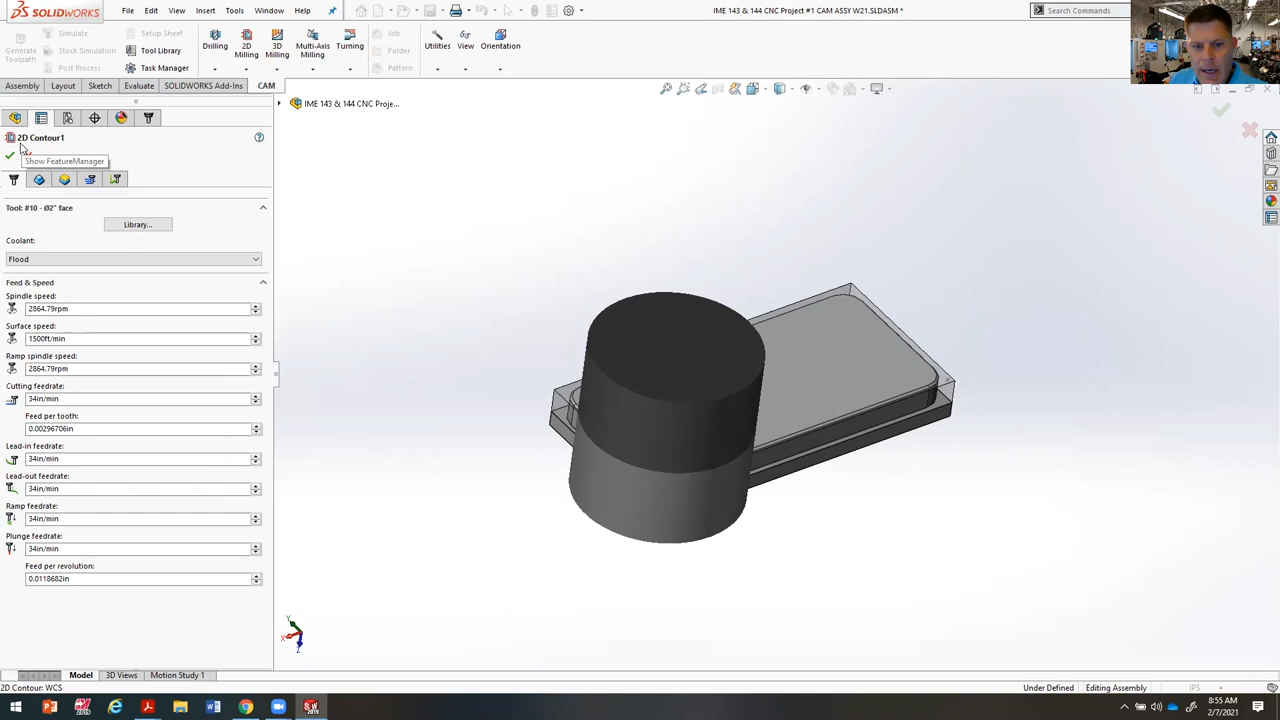 SOLIDWORKS
File Edit View Insert Tools Window Help
IME 143 & 144 CNC Project #1 CAM ASSY W21.SLDASM *
Search Commands
Generate Toolpath
Simulate
Stock Simulation
Post Process
Setup Sheet
Tool Library
Task Manager
Drilling
2D Milling
3D Milling
Multi-Axis Milling
Turning
Job
Folder
Pattern
Utilities
View
Orientation
Assembly Layout Sketch Evaluate SOLIDWORKS Add-Ins CAM
IME 143 & 144 CNC Proje...
2D Contour1
Show FeatureManager
Tool: #10 - Ø2" face
Library...
Coolant:
Flood
Feed & Speed
Spindle speed:
2864.79rpm
Surface speed:
1500ft/min
Ramp spindle speed:
2864.79rpm
Cutting feedrate:
34in/min
Feed per tooth:
0.00296706in
Lead-in feedrate:
34in/min
Lead-out feedrate:
34in/min
Ramp feedrate:
34in/min
Plunge feedrate:
34in/min
Feed per revolution:
0.0118682in
Y
X
Z
Model 3D Views Motion Study 1
2D Contour: WCS
Under Defined
Editing Assembly
IPS
8:55 AM
2/7/2021